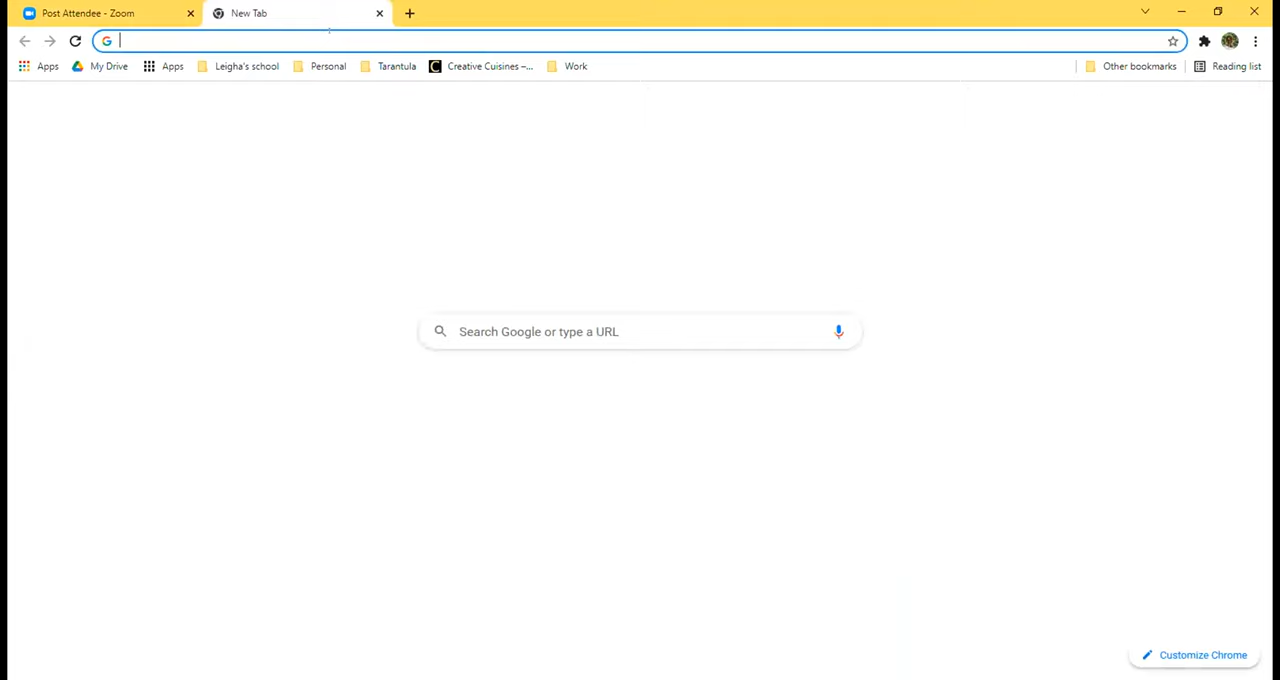 Post Attendee - Zoom
New Tab
Apps
My Drive
Apps
Leigha's school
Personal
Tarantula
Creative Cuisines –...
Work
Other bookmarks
Reading list
Search Google or type a URL
Customize Chrome